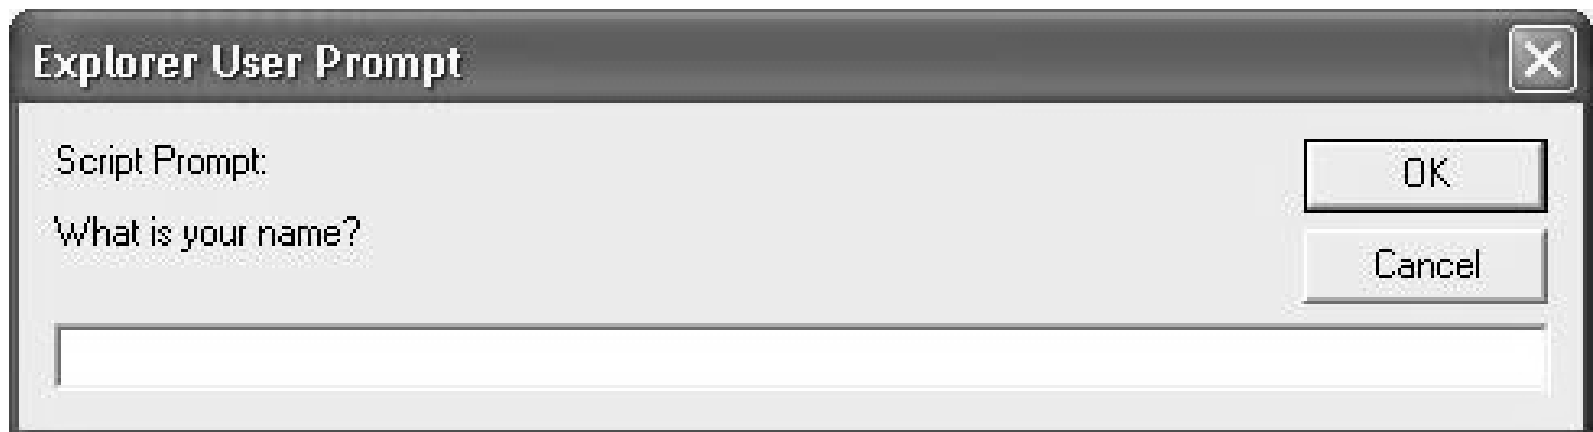 Explorer User Prompt
Script Prompt:
What is your name?
OK
Cancel